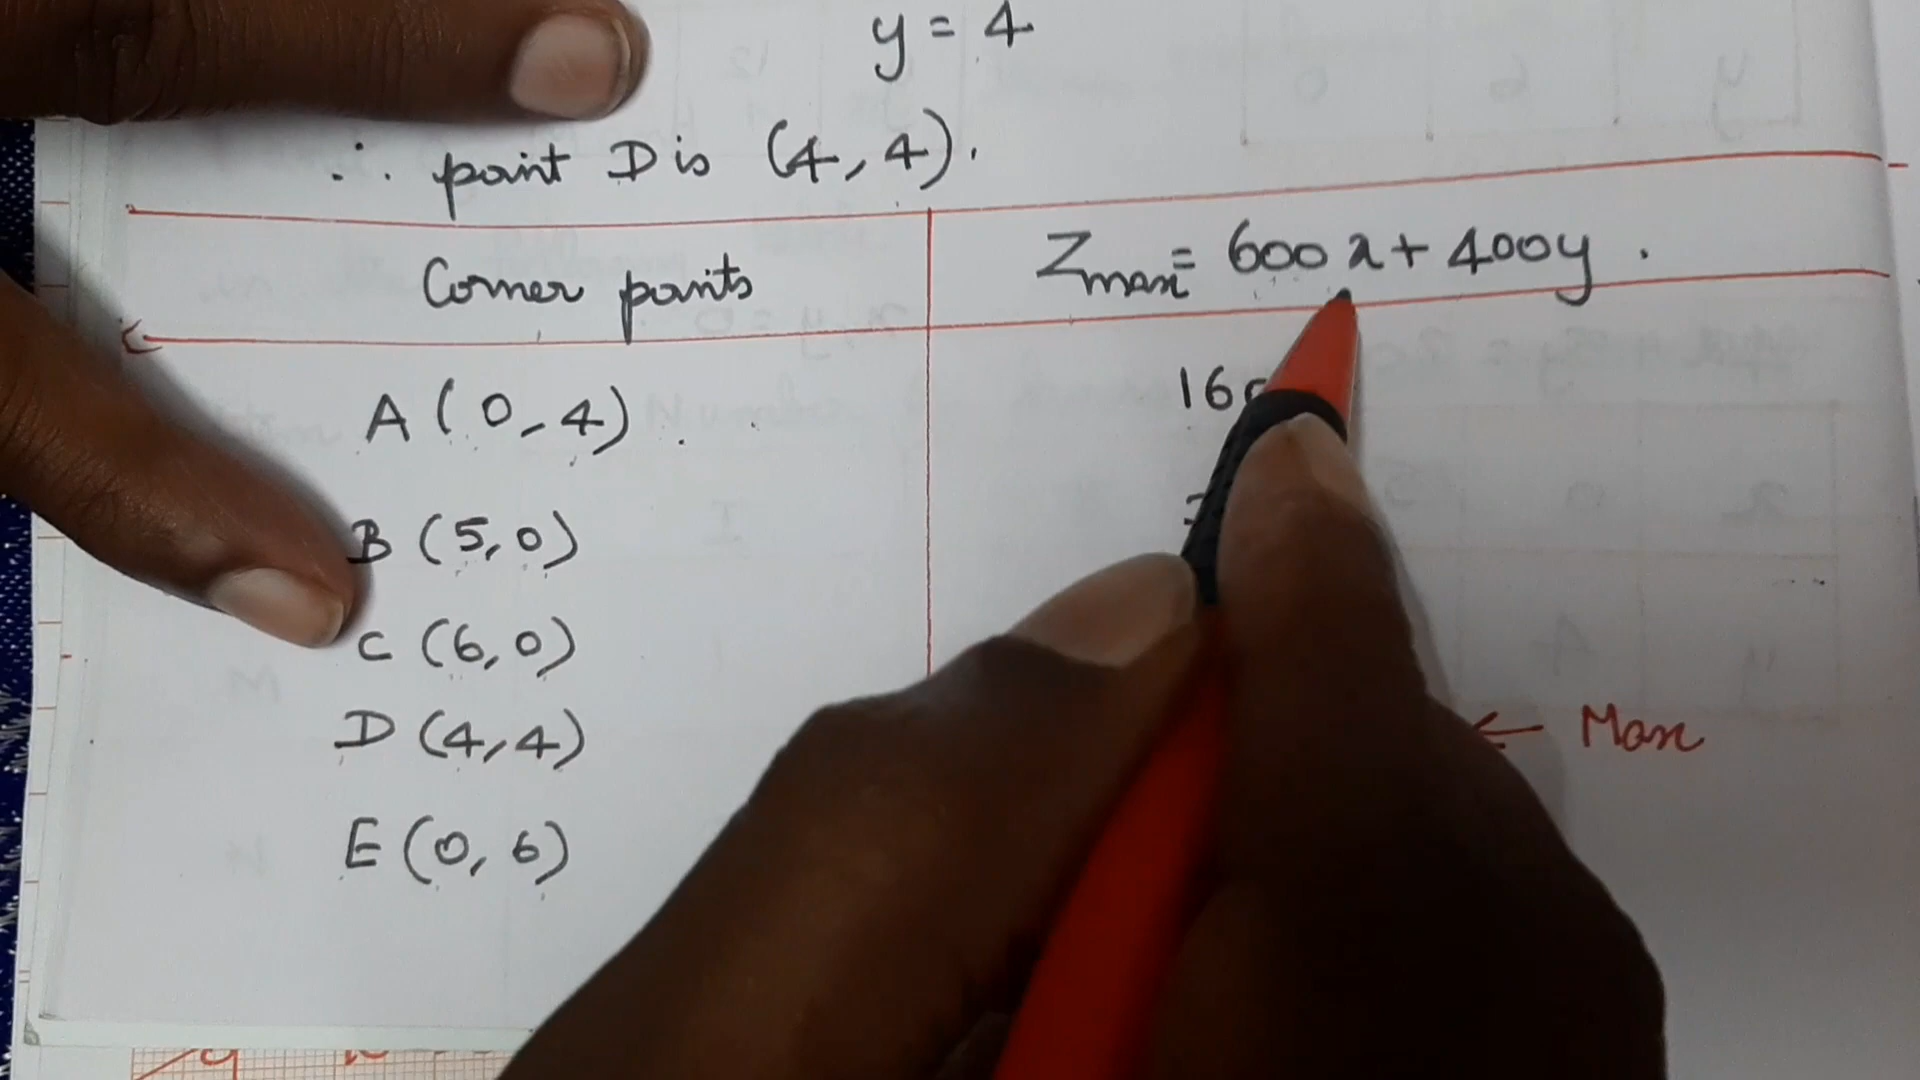 y = 4
∴ point D is (4, 4).
Corner points
Zmax = 600x + 400y.
A (0, 4)
B (5, 0)
C (6, 0)
D (4, 4) ← Max
E (0, 6)